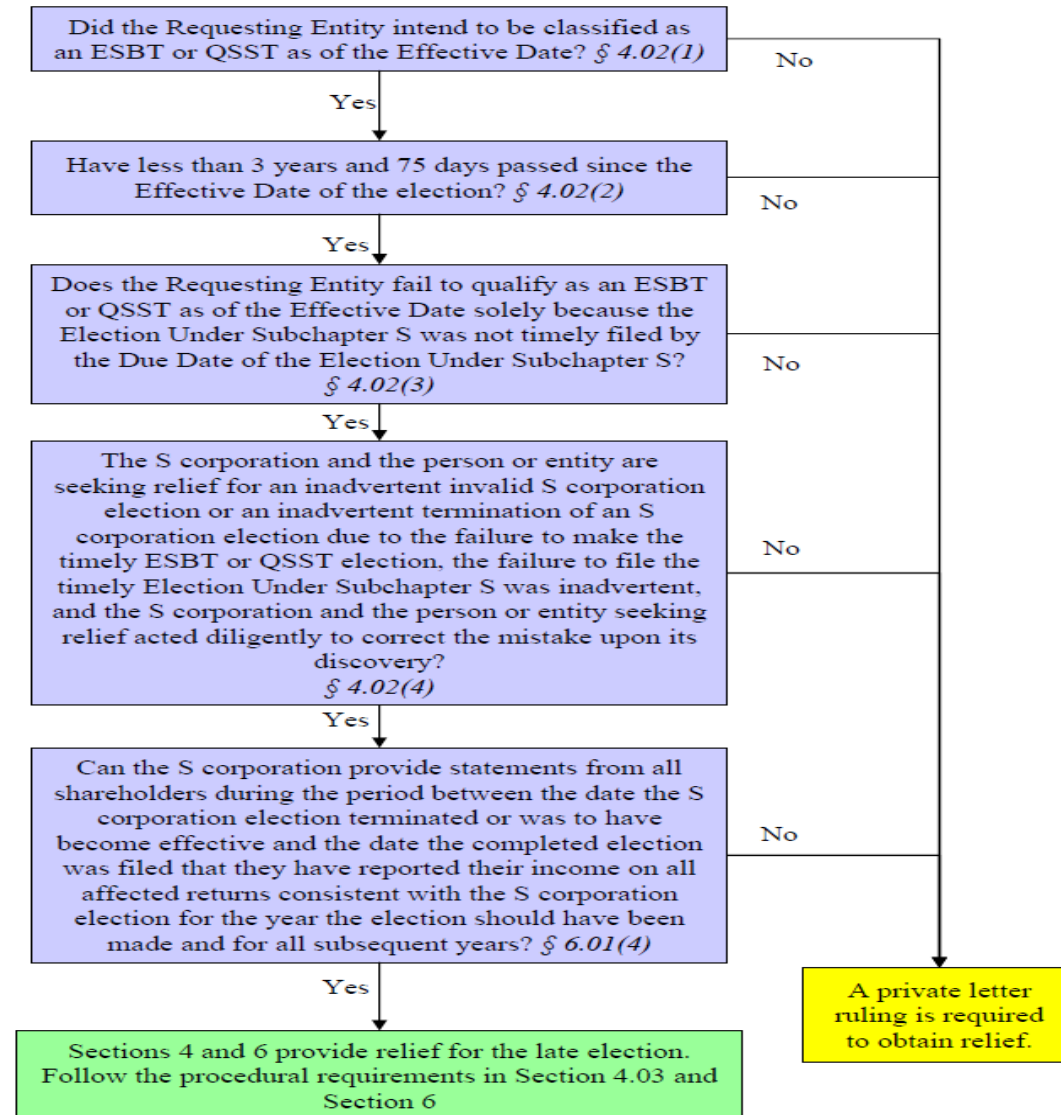 Did the Requesting Entity intend to be classified as
an ESBT or QSST as of the Effective Date? § 4.02(1)
No
Yes
Have less than 3 years and 75 days passed since the
Effective Date of the election? § 4.02(2)
No
Yes
Does the Requesting Entity fail to qualify as an ESBT
or QSST as of the Effective Date solely because the
Election Under Subchapter S was not timely filed by
the Due Date of the Election Under Subchapter S?
§ 4.02(3)
No
Yes
The S corporation and the person or entity are
seeking relief for an inadvertent invalid S corporation
election or an inadvertent termination of an S
corporation election due to the failure to make the
timely ESBT or QSST election, the failure to file the
timely Election Under Subchapter S was inadvertent,
and the S corporation and the person or entity seeking
relief acted diligently to correct the mistake upon its
discovery?
§ 4.02(4)
No
Yes
Can the S corporation provide statements from all
shareholders during the period between the date the S
corporation election terminated or was to have
become effective and the date the completed election
was filed that they have reported their income on all
affected returns consistent with the S corporation
election for the year the election should have been
made and for all subsequent years? § 6.01(4)
No
Yes
A private letter
ruling is required
to obtain relief.
Sections 4 and 6 provide relief for the late election.
Follow the procedural requirements in Section 4.03 and
Section 6